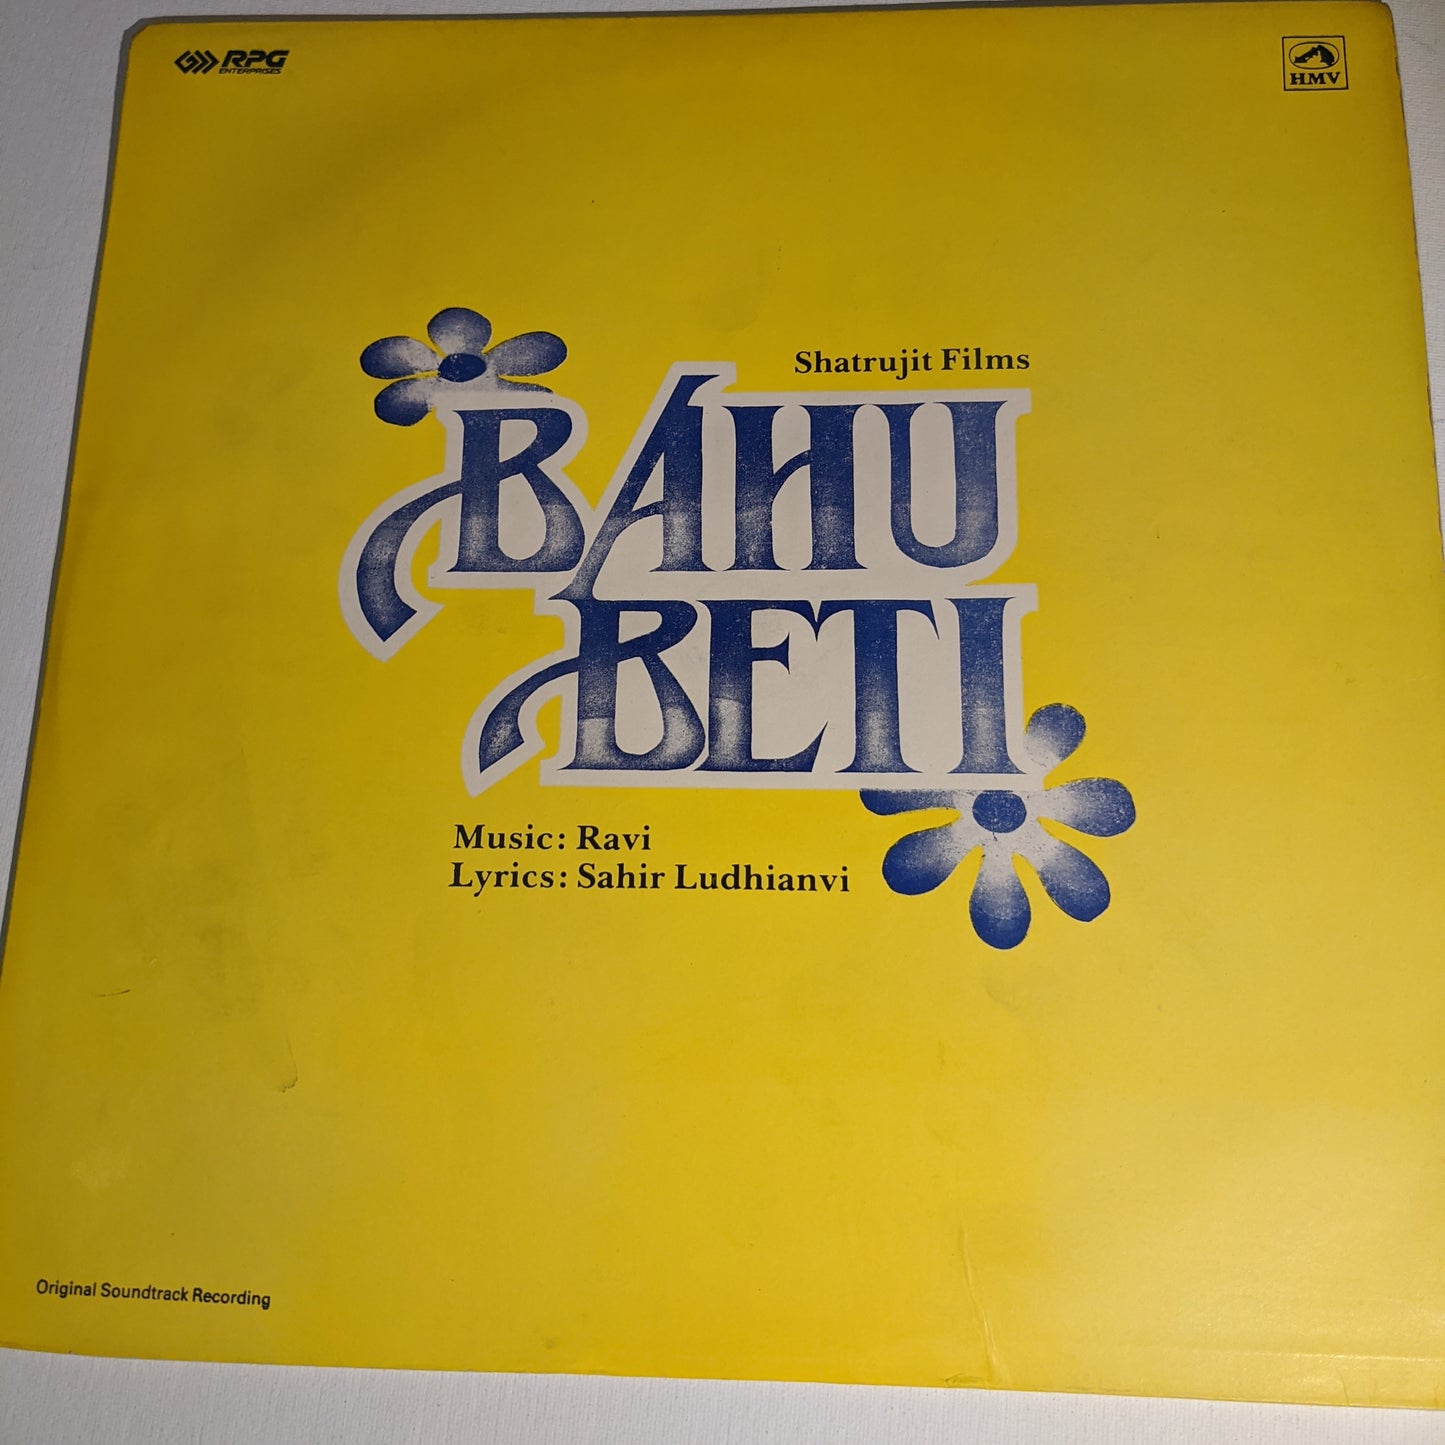 RPG
ENTERPRISES
HMV
Shatrujit Films
BAHU
BETI
Music: Ravi
Lyrics: Sahir Ludhianvi
Original Soundtrack Recording